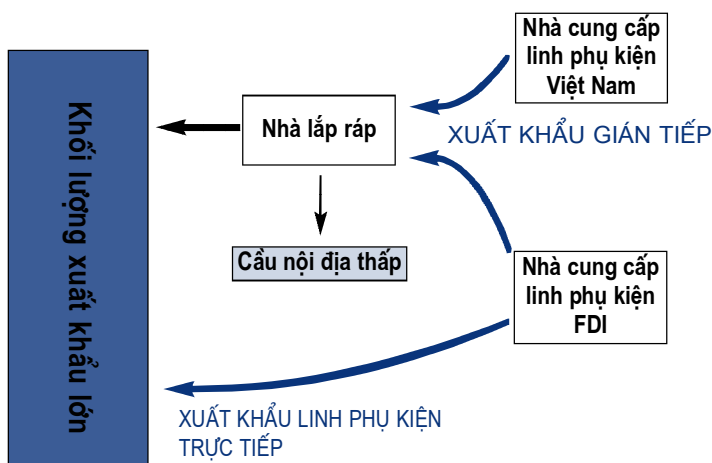 Nhà cung cấp
linh phụ kiện
Việt Nam
Khối lượng xuất khẩu lớn
Nhà lắp ráp
XUẤT KHẨU GIÁN TIẾP
Cầu nội địa thấp
Nhà cung cấp
linh phụ kiện
FDI
XUẤT KHẨU LINH PHỤ KIỆN
TRỰC TIẾP